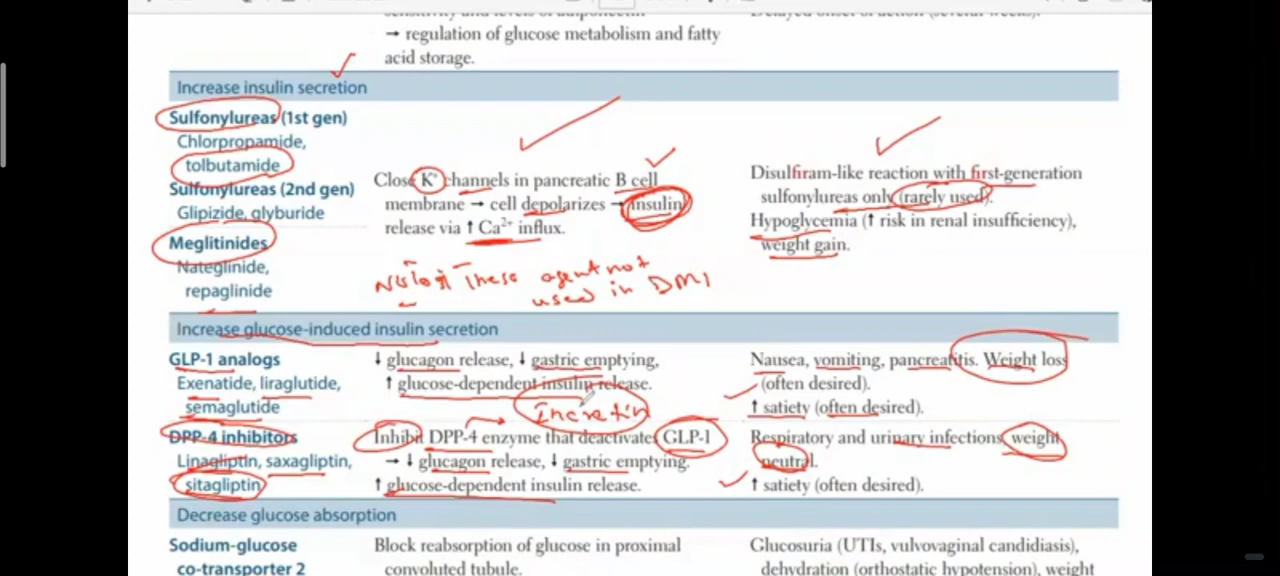 → regulation of glucose metabolism and fatty
acid storage.
Increase insulin secretion
Sulfonylureas (1st gen)
Chlorpropamide,
tolbutamide
Sulfonylureas (2nd gen)
Glipizide, glyburide
Meglitinides
Nateglinide,
repaglinide
Close K⁺ channels in pancreatic B cell
membrane → cell depolarizes → insulin
release via ↑ Ca²⁺ influx.
Disulfiram-like reaction with first-generation
sulfonylureas only (rarely used).
Hypoglycemia (↑ risk in renal insufficiency),
weight gain.
These agent not
used in DM1
Increase glucose-induced insulin secretion
GLP-1 analogs
Exenatide, liraglutide,
semaglutide
↓ glucagon release, ↓ gastric emptying,
↑ glucose-dependent insulin release.
Incretin
Nausea, vomiting, pancreatitis. Weight loss
(often desired).
↑ satiety (often desired).
DPP-4 inhibitors
Linagliptin, saxagliptin,
sitagliptin
Inhibit DPP-4 enzyme that deactivates GLP-1
→ ↓ glucagon release, ↓ gastric emptying.
↑ glucose-dependent insulin release.
Respiratory and urinary infections, weight
neutral.
↑ satiety (often desired).
Decrease glucose absorption
Sodium-glucose
co-transporter 2
Block reabsorption of glucose in proximal
convoluted tubule.
Glucosuria (UTIs, vulvovaginal candidiasis),
dehydration (orthostatic hypotension), weight